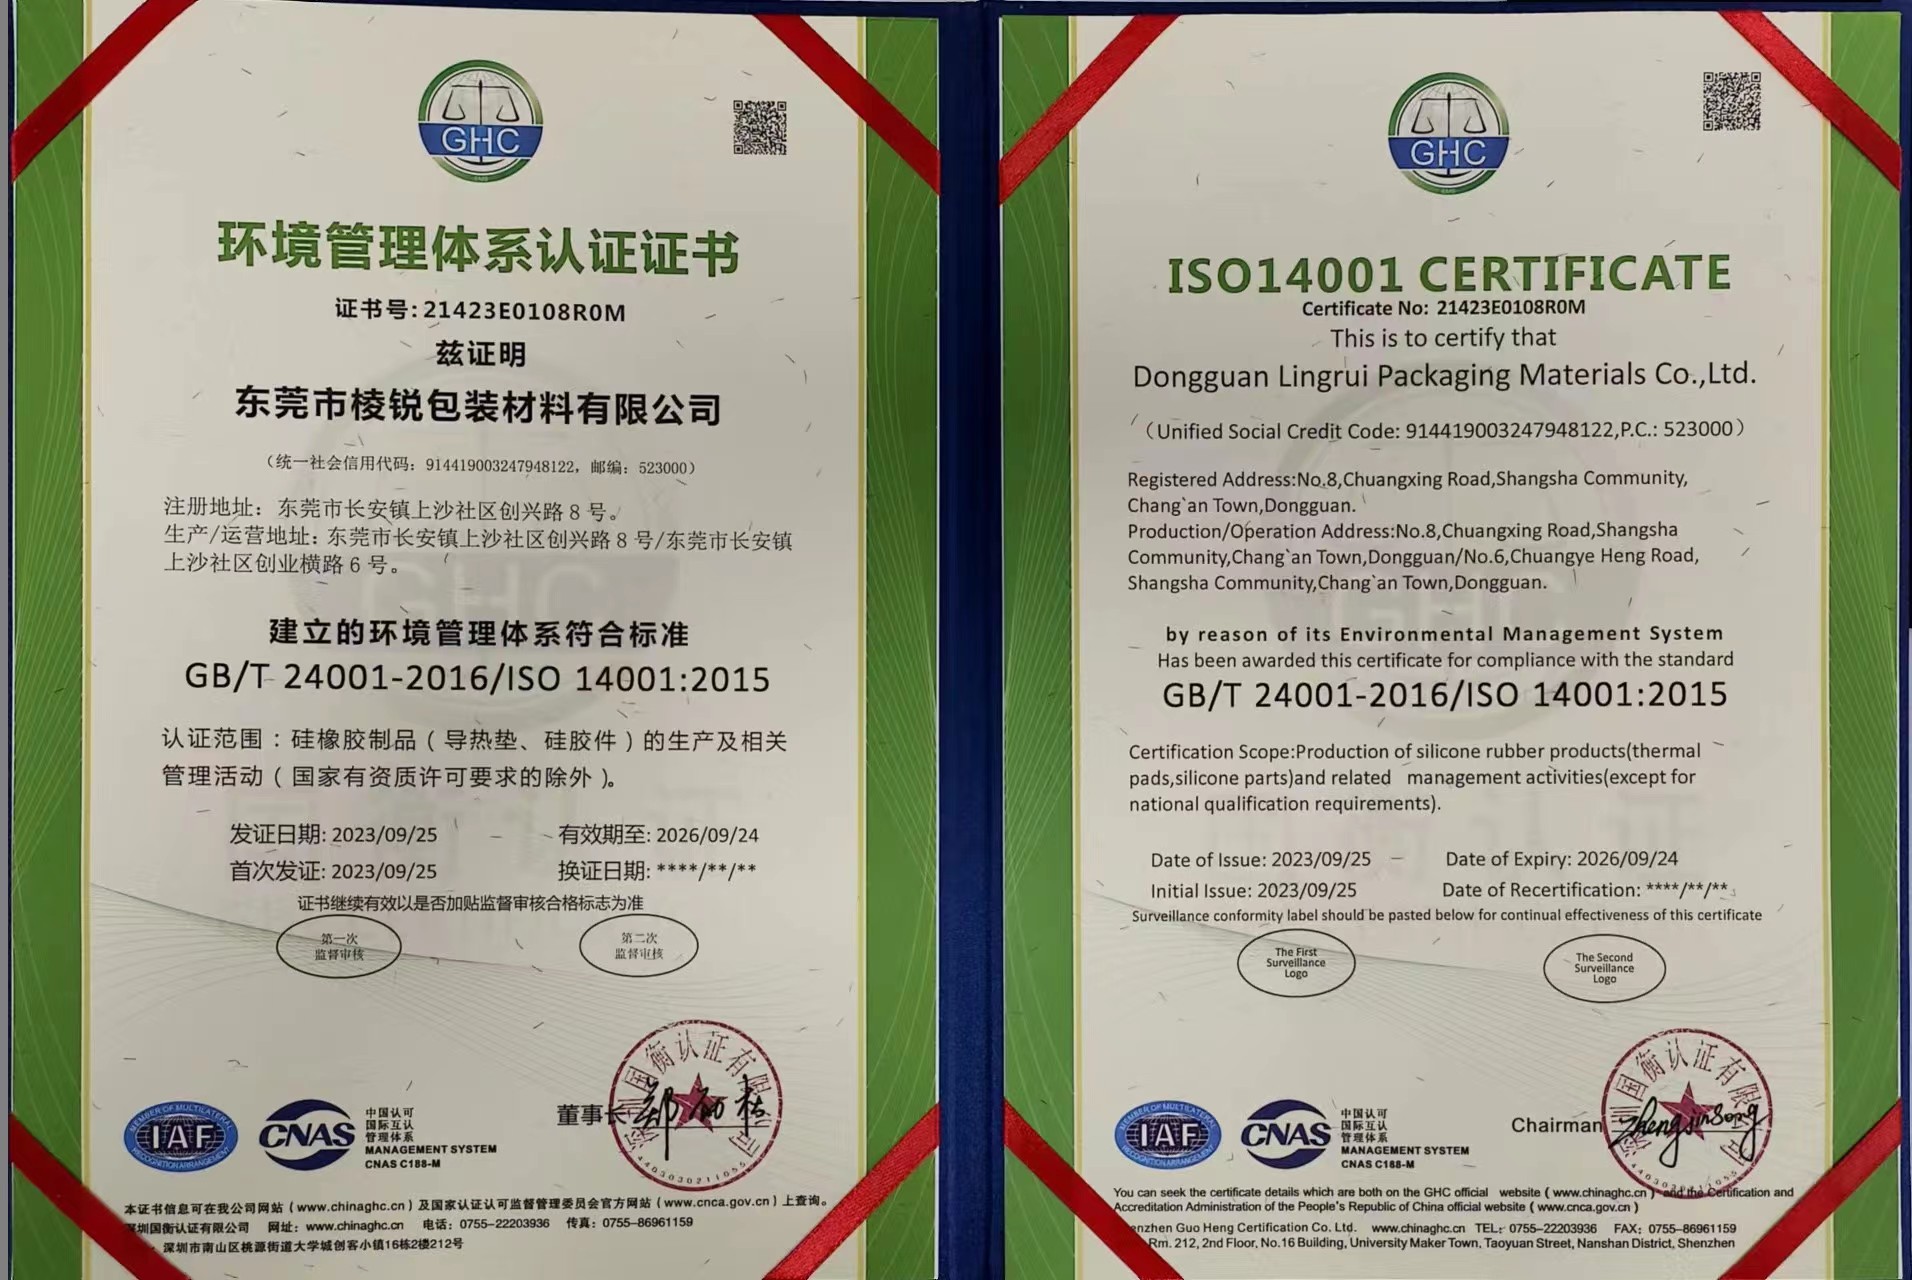 GHC
环境管理体系认证证书
证书号:21423E0108R0M
兹证明
东莞市棱锐包装材料有限公司
（统一社会信用代码：914419003247948122，邮编：523000）
注册地址：东莞市长安镇上沙社区创兴路8号。
生产/运营地址：东莞市长安镇上沙社区创兴路8号/东莞市长安镇
上沙社区创业横路6号。
建立的环境管理体系符合标准
GB/T 24001-2016/ISO 14001:2015
认证范围：硅橡胶制品（导热垫、硅胶件）的生产及相关
管理活动（国家有资质许可要求的除外）。
发证日期: 2023/09/25 有效期至: 2026/09/24
首次发证: 2023/09/25 换证日期: ****/**/**
证书继续有效以是否加贴监督审核合格标志为准
第一次
监督审核
第二次
监督审核
董事长
国衡认证有限
公司
MEMBER OF MULTILATERAL
IAF
RECOGNITION ARRANGEMENT
CNAS
中国认可
国际互认
管理体系
MANAGEMENT SYSTEM
CNAS C188-M
本证书信息可在我公司网站（www.chinaghc.cn）及国家认证认可监督管理委员会官方网站（www.cnca.gov.cn）上查询。
圳国衡认证有限公司 网址：www.chinaghc.cn 电话：0755-22203936 传真：0755-86961159
深圳市南山区桃源街道大学城创客小镇16栋2楼212号
GHC
ISO14001 CERTIFICATE
Certificate No: 21423E0108R0M
This is to certify that
Dongguan Lingrui Packaging Materials Co.,Ltd.
（Unified Social Credit Code: 914419003247948122,P.C.: 523000）
Registered Address:No.8,Chuangxing Road,Shangsha Community,
Chang`an Town,Dongguan.
Production/Operation Address:No.8,Chuangxing Road,Shangsha
Community,Chang`an Town,Dongguan/No.6,Chuangye Heng Road,
Shangsha Community,Chang`an Town,Dongguan.
by reason of its Environmental Management System
Has been awarded this certificate for compliance with the standard
GB/T 24001-2016/ISO 14001:2015
Certification Scope:Production of silicone rubber products(thermal
pads,silicone parts)and related management activities(except for
national qualification requirements).
Date of Issue: 2023/09/25 Date of Expiry: 2026/09/24
Initial Issue: 2023/09/25 Date of Recertification: ****/**/**
Surveillance conformity label should be pasted below for continual effectiveness of this certificate
The First
Surveillance
Logo
The Second
Surveillance
Logo
Chairman
国衡认证有限
公司
MEMBER OF MULTILATERAL
IAF
RECOGNITION ARRANGEMENT
CNAS
中国认可
国际互认
管理体系
MANAGEMENT SYSTEM
CNAS C188-M
You can seek the certificate details which are both on the GHC official website（www.chinaghc.cn）and the Certification and
Accreditation Administration of the People's Republic of China official website（www.cnca.gov.cn）
enzhen Guo Heng Certification Co. Ltd. www.chinaghc.cn TEL: 0755-22203936 FAX: 0755-86961159
Rm. 212, 2nd Floor, No.16 Building, University Maker Town, Taoyuan Street, Nanshan District, Shenzhen